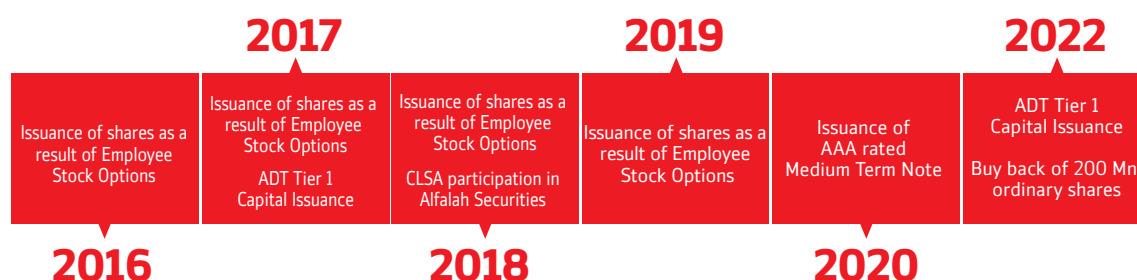 2017
2019
2022
Issuance of shares as a
result of Employee
Stock Options
Issuance of shares as a
result of Employee
Stock Options
ADT Tier 1
Capital Issuance
Issuance of shares as a
result of Employee
Stock Options
CLSA participation in
Alfalah Securities
Issuance of shares as a
result of Employee
Stock Options
Issuance of
AAA rated
Medium Term Note
ADT Tier 1
Capital Issuance
Buy back of 200 Mn
ordinary shares
2016
2018
2020